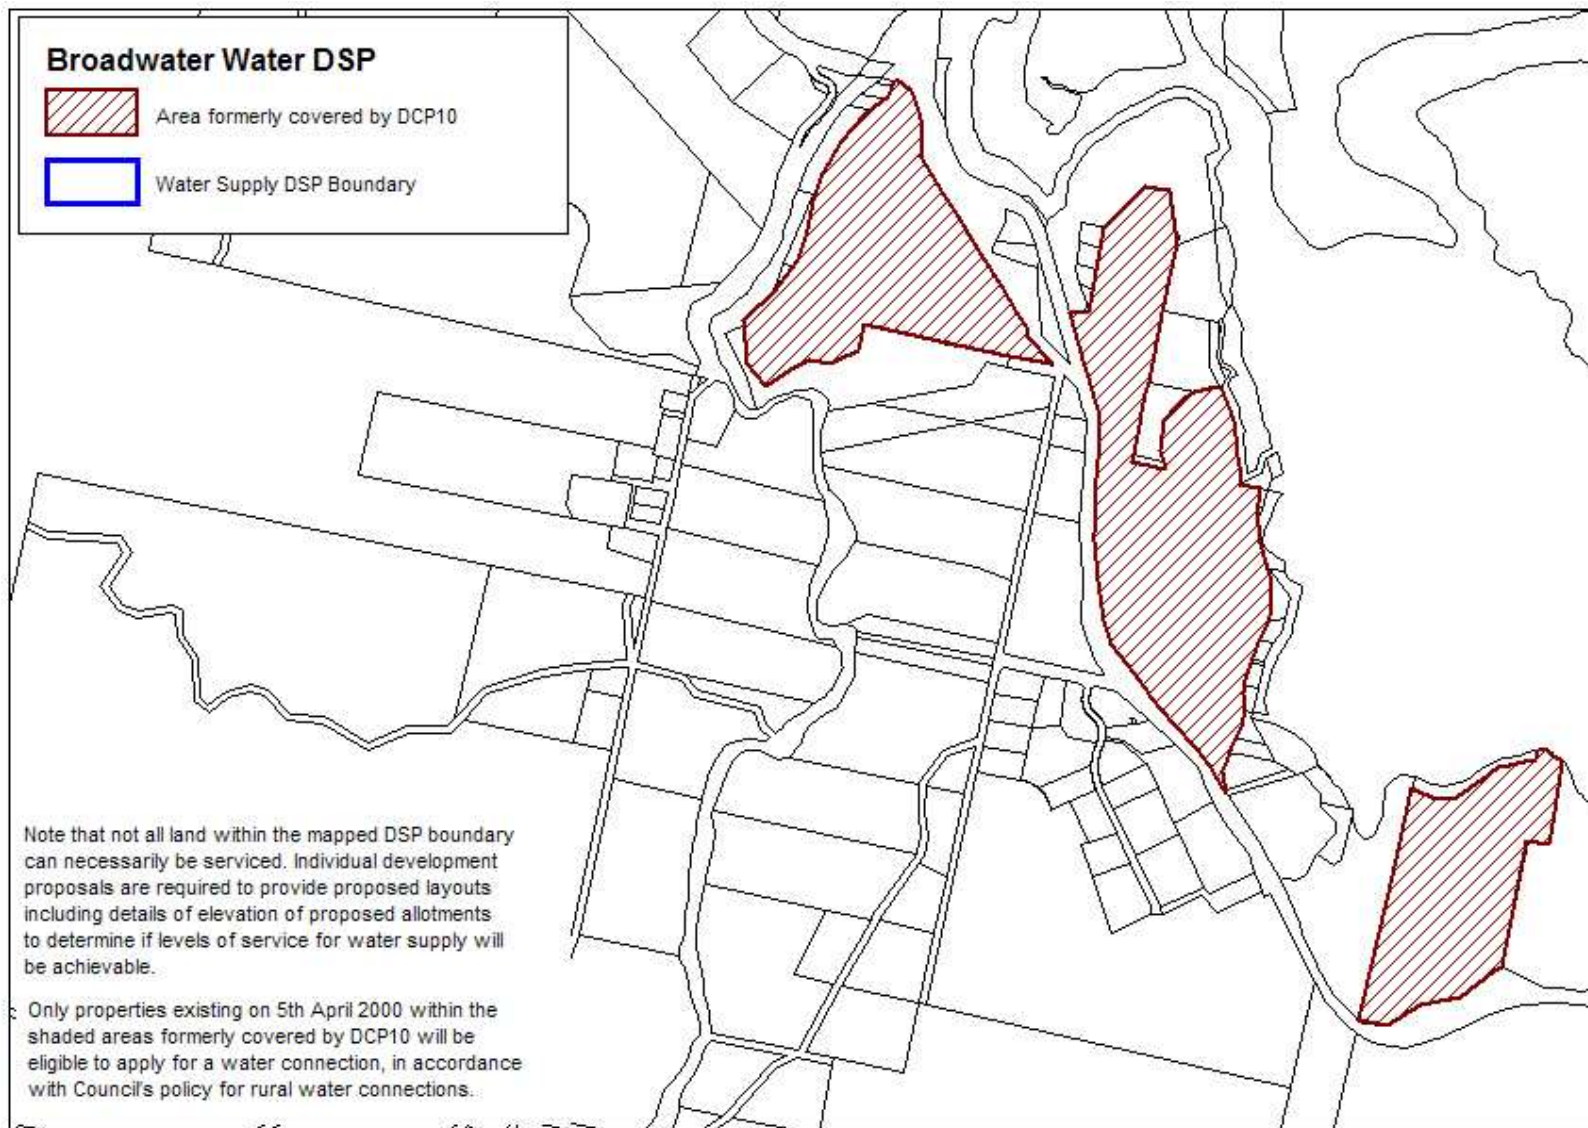 Broadwater Water DSP
Area formerly covered by DCP10
Water Supply DSP Boundary
Note that not all land within the mapped DSP boundary
can necessarily be serviced. Individual development
proposals are required to provide proposed layouts
including details of elevation of proposed allotments
to determine if levels of service for water supply will
be achievable.
Only properties existing on 5th April 2000 within the
shaded areas formerly covered by DCP10 will be
eligible to apply for a water connection, in accordance
with Council's policy for rural water connections.